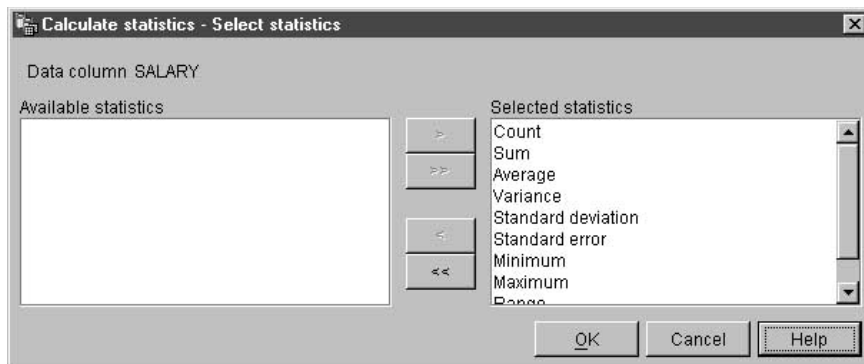 Calculate statistics - Select statistics
Data column SALARY
Available statistics
>
>>
<
<<
Selected statistics
Count
Sum
Average
Variance
Standard deviation
Standard error
Minimum
Maximum
Range
OK
Cancel
Help